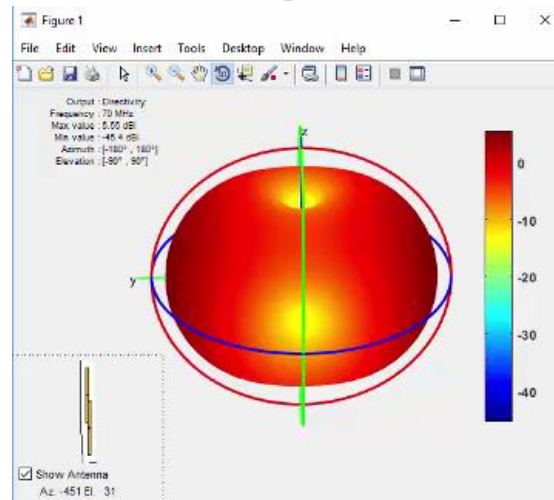 Figure 1
File Edit View Insert Tools Desktop Window Help
Output : Directivity
Frequency : 70 MHz
Max value : 5.55 dBi
Min value : -45.4 dBi
Azimuth : [-180° , 180°]
Elevation : [-90° , 90°]
z
y
0
-10
-20
-30
-40
Show Antenna
Az. -451 El. 31